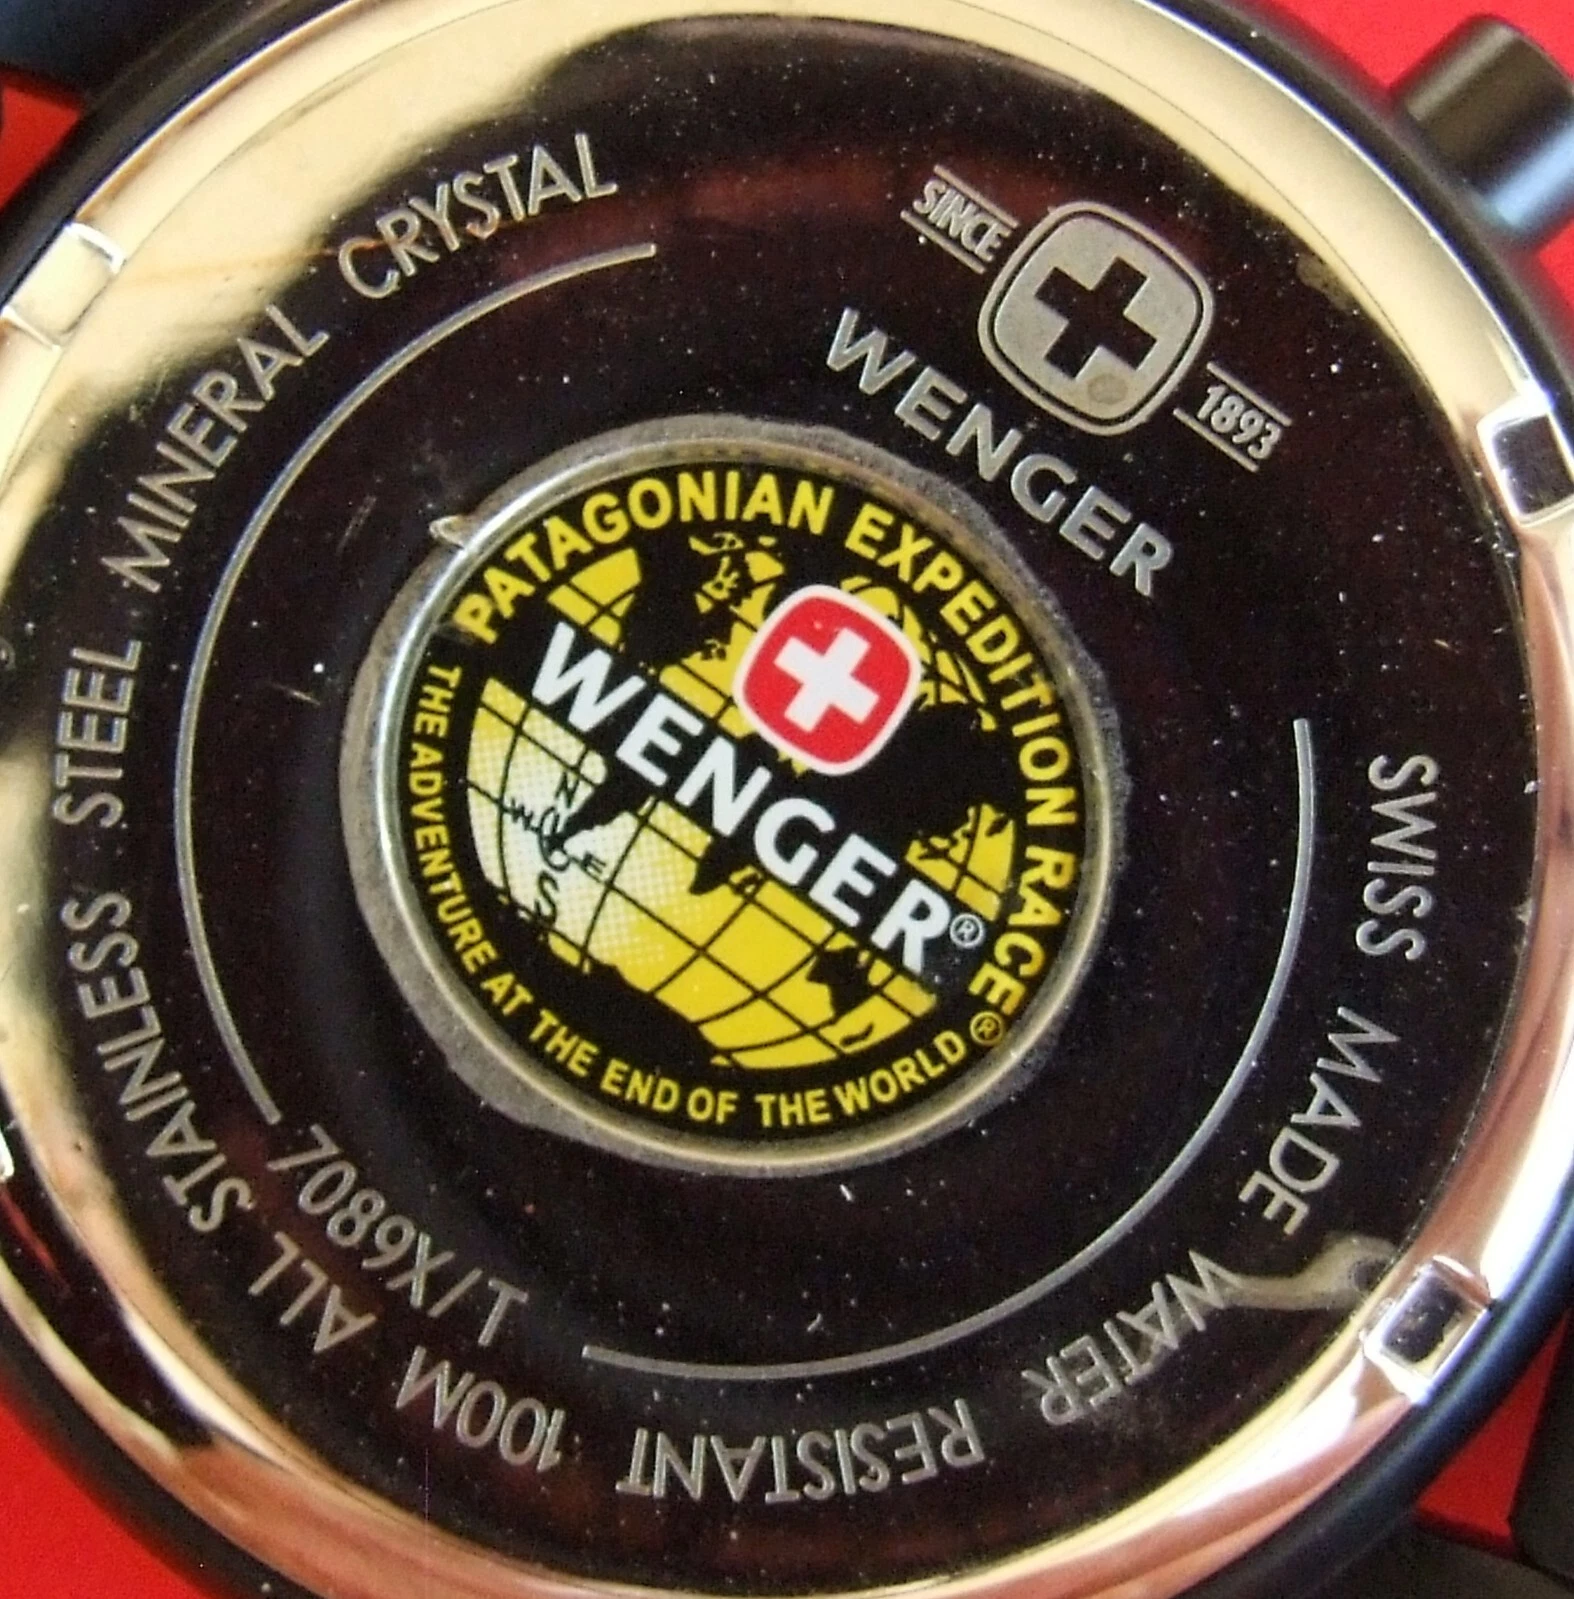 SINCE 1893
WENGER
SWISS MADE WATER RESISTANT 100M ALL STAINLESS STEEL MINERAL CRYSTAL
PATAGONIAN EXPEDITION RACE®
WENGER®
N
W E
S
THE ADVENTURE AT THE END OF THE WORLD